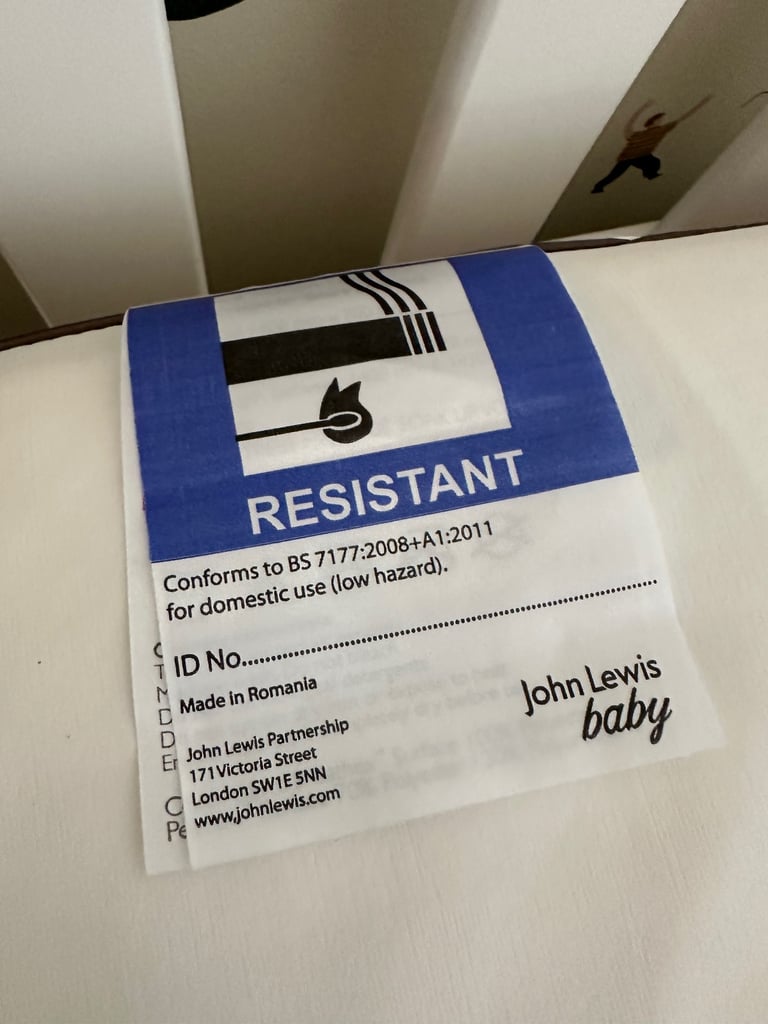 RESISTANT
Conforms to BS 7177:2008+A1:2011
for domestic use (low hazard).
ID No...............................................................
Made in Romania
John Lewis Partnership
171 Victoria Street
London SW1E 5NN
www.johnlewis.com
John Lewis
baby